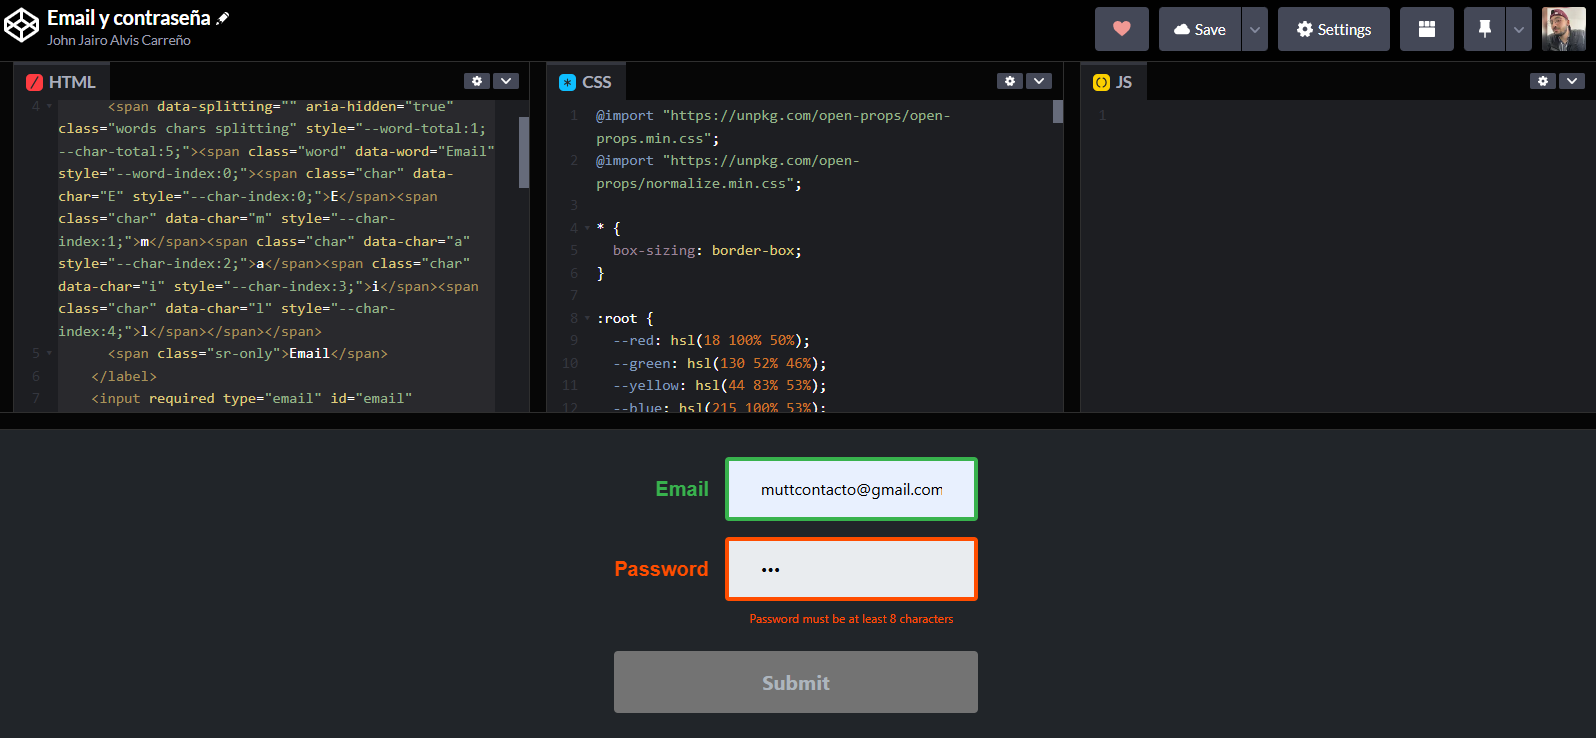 Email y contraseña
John Jairo Alvis Carreño
Save
Settings
HTML
4
<span data-splitting="" aria-hidden="true"
class="words chars splitting" style="--word-total:1;
--char-total:5;"><span class="word" data-word="Email"
style="--word-index:0;"><span class="char" data-
char="E" style="--char-index:0;">E</span><span
class="char" data-char="m" style="--char-
index:1;">m</span><span class="char" data-char="a"
style="--char-index:2;">a</span><span class="char"
data-char="i" style="--char-index:3;">i</span><span
class="char" data-char="l" style="--char-
index:4;">l</span></span></span>
5 <span class="sr-only">Email</span>
6 </label>
7 <input required type="email" id="email"
CSS
1 @import "https://unpkg.com/open-props/open-
props.min.css";
2 @import "https://unpkg.com/open-
props/normalize.min.css";
3
4 * {
5 box-sizing: border-box;
6 }
7
8 :root {
9 --red: hsl(18 100% 50%);
10 --green: hsl(130 52% 46%);
11 --yellow: hsl(44 83% 53%);
12 --blue: hsl(215 100% 53%);
JS
1
Email
muttcontacto@gmail.com
Password
•••
Password must be at least 8 characters
Submit